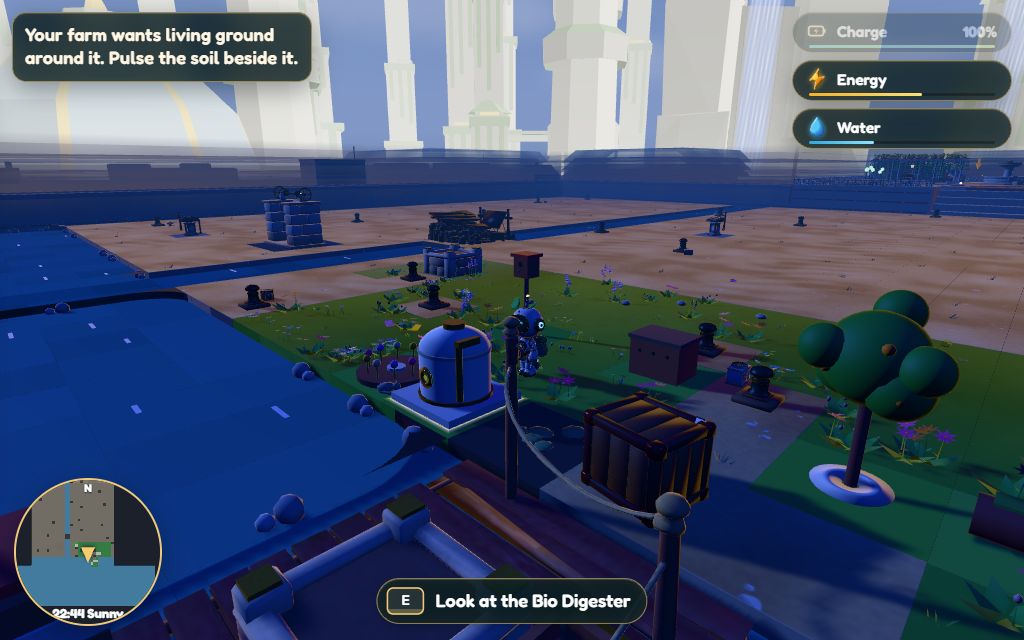 Your farm wants living ground
around it. Pulse the soil beside it.
Charge 100%
Energy
Water
N
22:44 Sunny
E Look at the Bio Digester